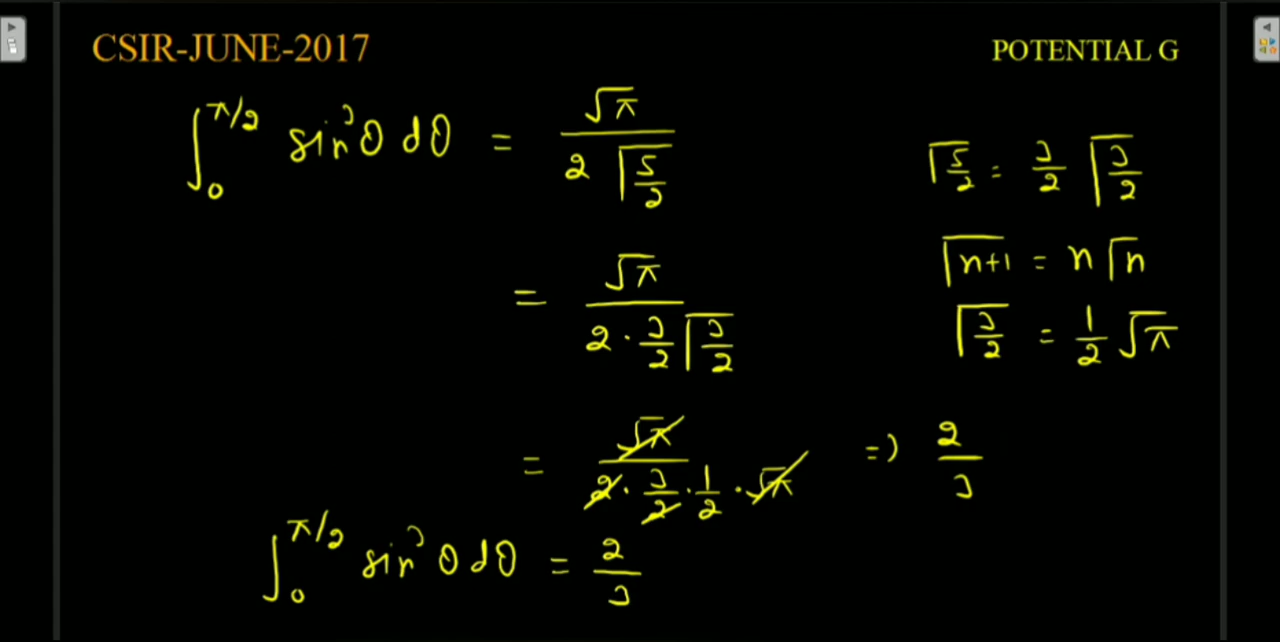 CSIR-JUNE-2017 POTENTIAL G
∫₀^{π/2} sin³θ dθ = √π / (2 Γ(5/2))
Γ(5/2) = 3/2 Γ(3/2)
Γ(n+1) = n Γ(n)
= √π / (2 · 3/2 Γ(3/2))
Γ(3/2) = 1/2 √π
= √π / (2 · 3/2 · 1/2 · √π) => 2/3
∫₀^{π/2} sin³θ dθ = 2/3